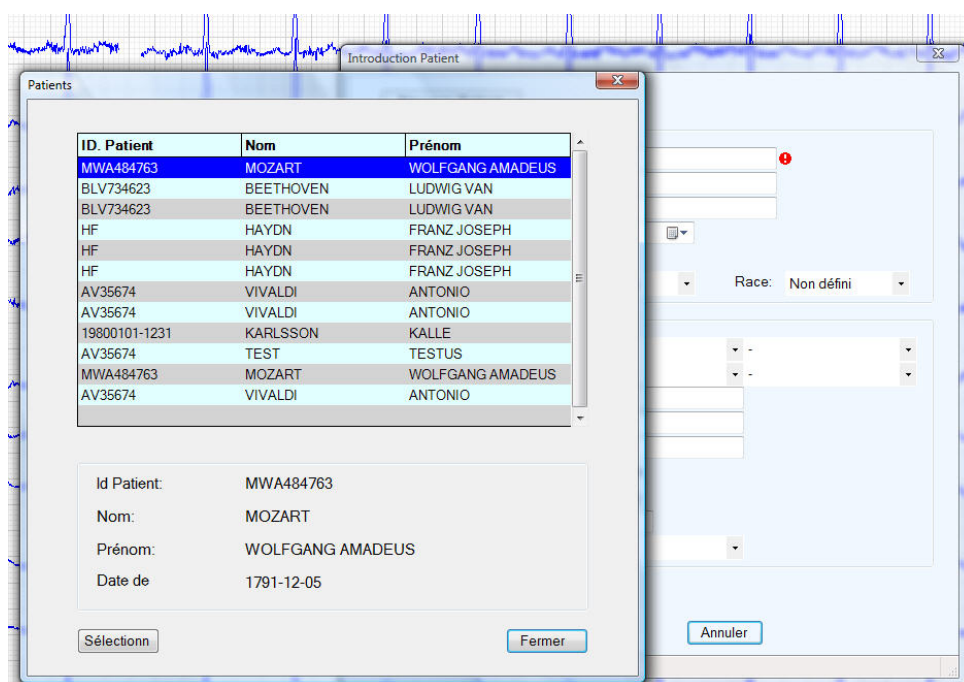 Introduction Patient
Patients
ID. Patient Nom Prénom
MWA484763 MOZART WOLFGANG AMADEUS
BLV734623 BEETHOVEN LUDWIG VAN
BLV734623 BEETHOVEN LUDWIG VAN
HF HAYDN FRANZ JOSEPH
HF HAYDN FRANZ JOSEPH
HF HAYDN FRANZ JOSEPH
AV35674 VIVALDI ANTONIO
AV35674 VIVALDI ANTONIO
19800101-1231 KARLSSON KALLE
AV35674 TEST TESTUS
MWA484763 MOZART WOLFGANG AMADEUS
AV35674 VIVALDI ANTONIO
Id Patient: MWA484763
Nom: MOZART
Prénom: WOLFGANG AMADEUS
Date de 1791-12-05
Sélectionn Fermer
Race: Non défini
-
-
Annuler